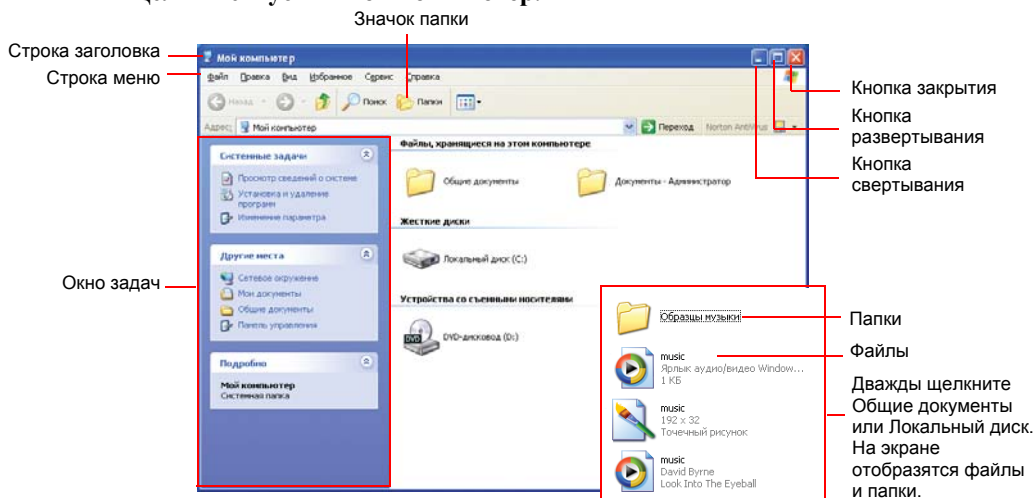 Значок папки
Строка заголовка
Мой компьютер
Строка меню
Файл Правка Вид Избранное Сервис Справка
Назад Поиск Папки
Адрес: Мой компьютер Переход Norton AntiVirus
Кнопка закрытия
Кнопка
развертывания
Кнопка
свертывания
Окно задач
Системные задачи
Просмотр сведений о системе
Установка и удаление
программ
Изменение параметра
Другие места
Сетевое окружение
Мои документы
Общие документы
Панель управления
Подробно
Мой компьютер
Системная папка
Файлы, хранящиеся на этом компьютере
Общие документы
Документы - Администратор
Жесткие диски
Локальный диск (C:)
Устройства со съемными носителями
DVD
DVD-дисковод (D:)
Образцы музыки
music
Ярлык аудио/видео Window...
1 КБ
music
192 x 32
Точечный рисунок
music
David Byrne
Look Into The Eyeball
Папки
Файлы
Дважды щелкните
Общие документы
или Локальный диск.
На экране
отобразятся файлы
и папки.